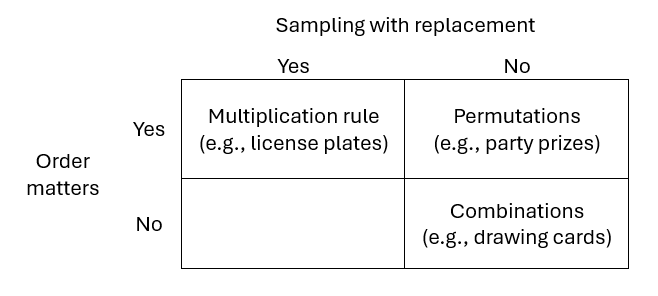 Sampling with replacement
Yes No
Multiplication rule
(e.g., license plates)
Permutations
(e.g., party prizes)
Yes
Order
matters
No
Combinations
(e.g., drawing cards)